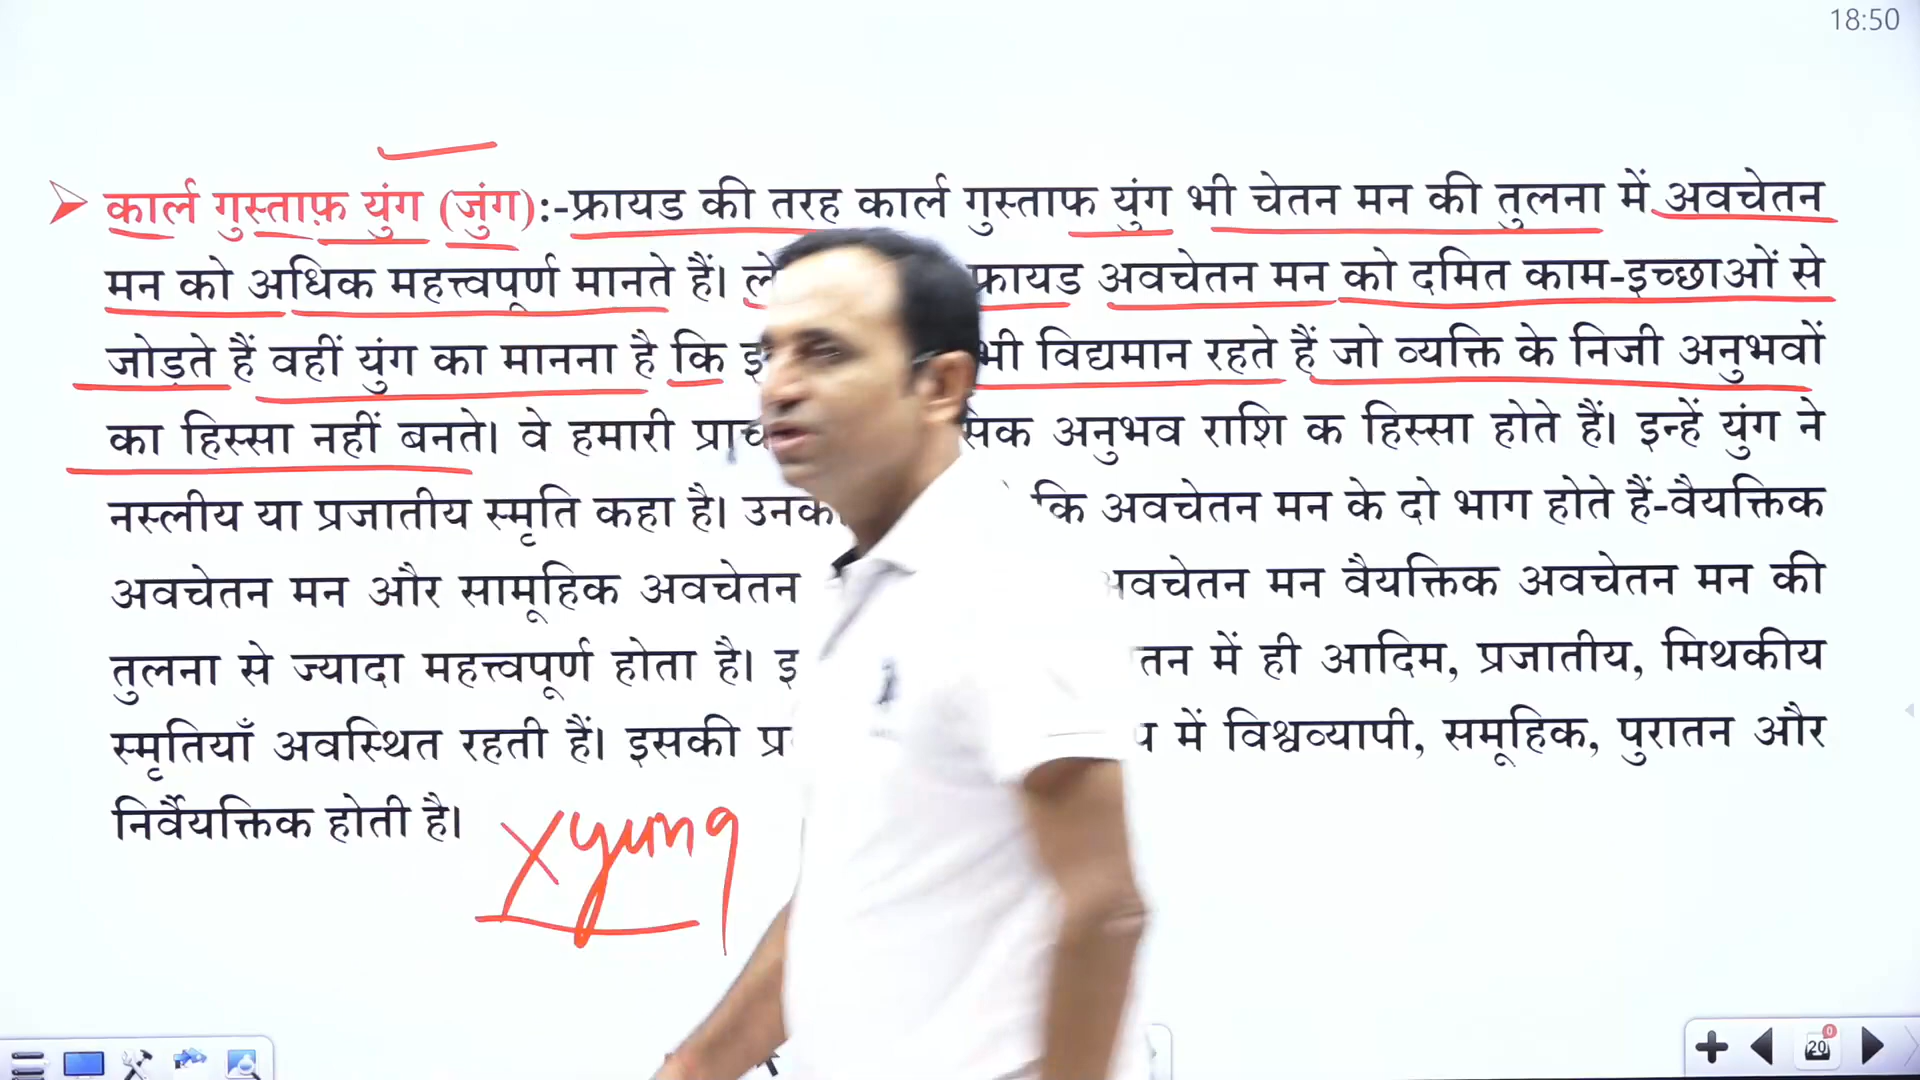 18:50
कार्ल गुस्ताफ़ युंग (जुंग):-फ्रायड की तरह कार्ल गुस्ताफ युंग भी चेतन मन की तुलना में अवचेतन
मन को अधिक महत्त्वपूर्ण मानते हैं। फ्रायड अवचेतन मन को दमित काम-इच्छाओं से
जोड़ते हैं वहीं युंग का मानना है कि भी विद्यमान रहते हैं जो व्यक्ति के निजी अनुभवों
का हिस्सा नहीं बनते। वे हमारी अनुभव राशि क हिस्सा होते हैं। इन्हें युंग ने
नस्लीय या प्रजातीय स्मृति कहा है। कि अवचेतन मन के दो भाग होते हैं-वैयक्तिक
अवचेतन मन और सामूहिक अवचेतन अवचेतन मन वैयक्तिक अवचेतन मन की
तुलना से ज्यादा महत्त्वपूर्ण होता है। में ही आदिम, प्रजातीय, मिथकीय
स्मृतियाँ अवस्थित रहती हैं। इसकी में विश्वव्यापी, समूहिक, पुरातन और
निर्वैयक्तिक होती है।
xyung
20
0